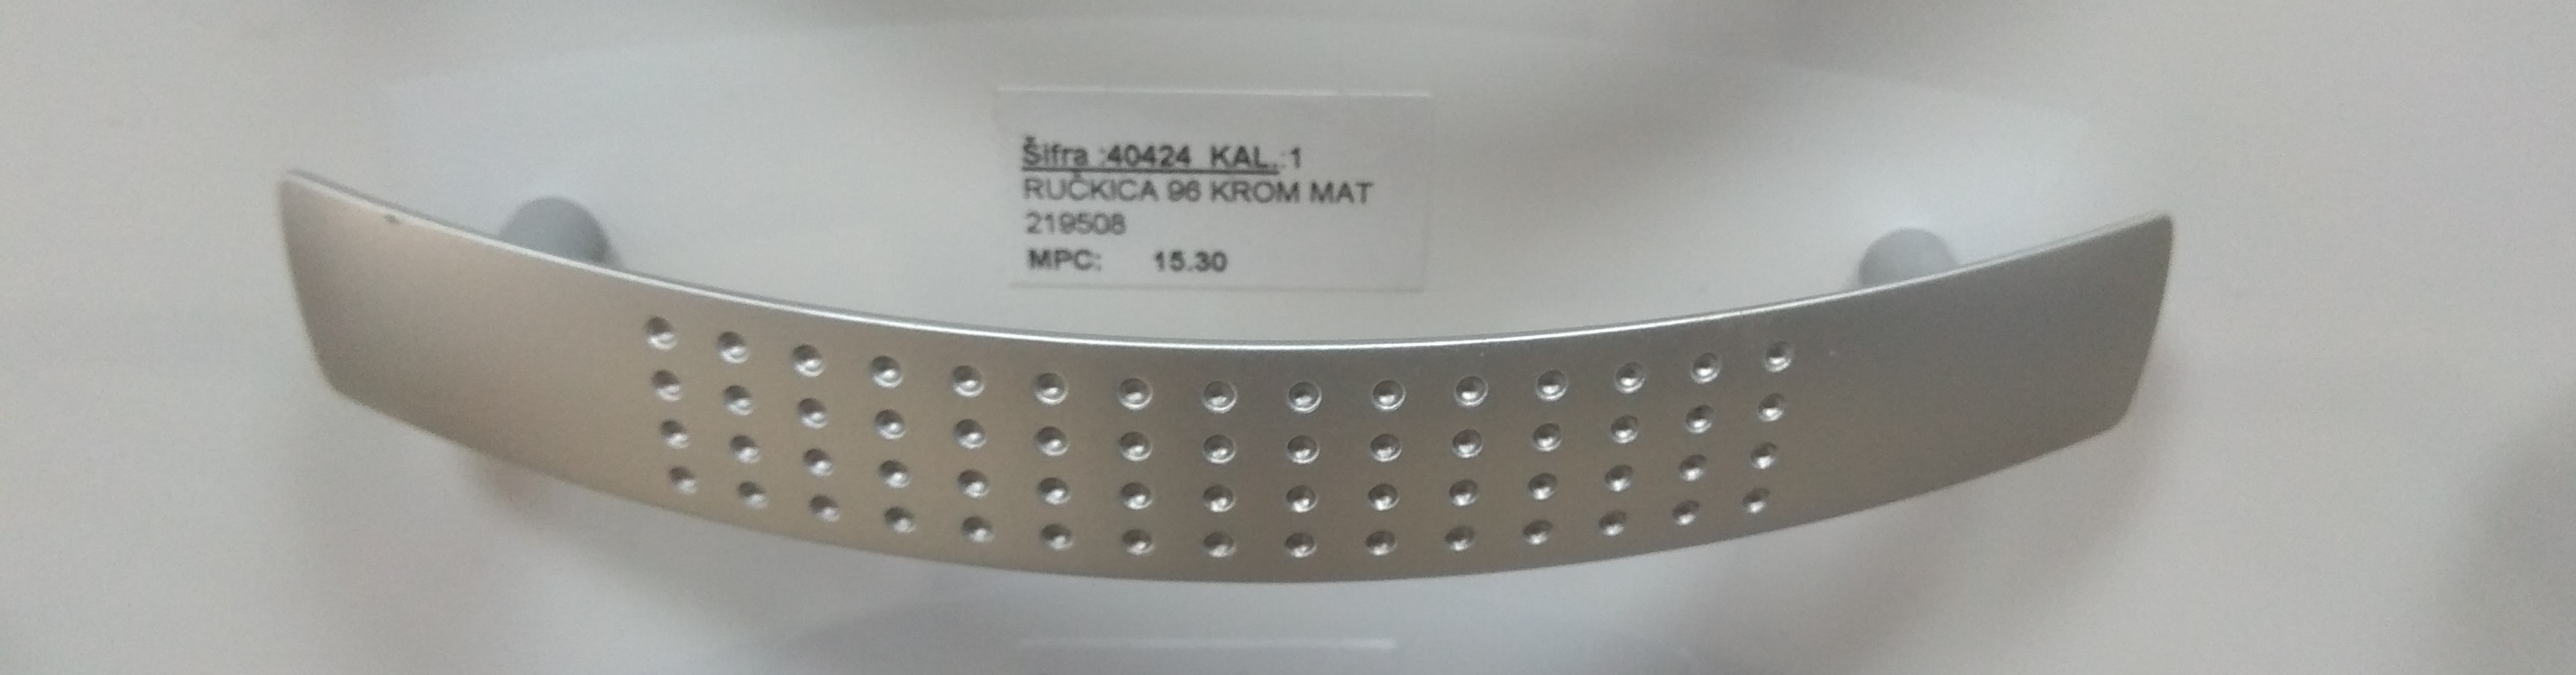 Šifra :40424 KAL.:1
RUČKICA 96 KROM MAT
219508
MPC: 15.30